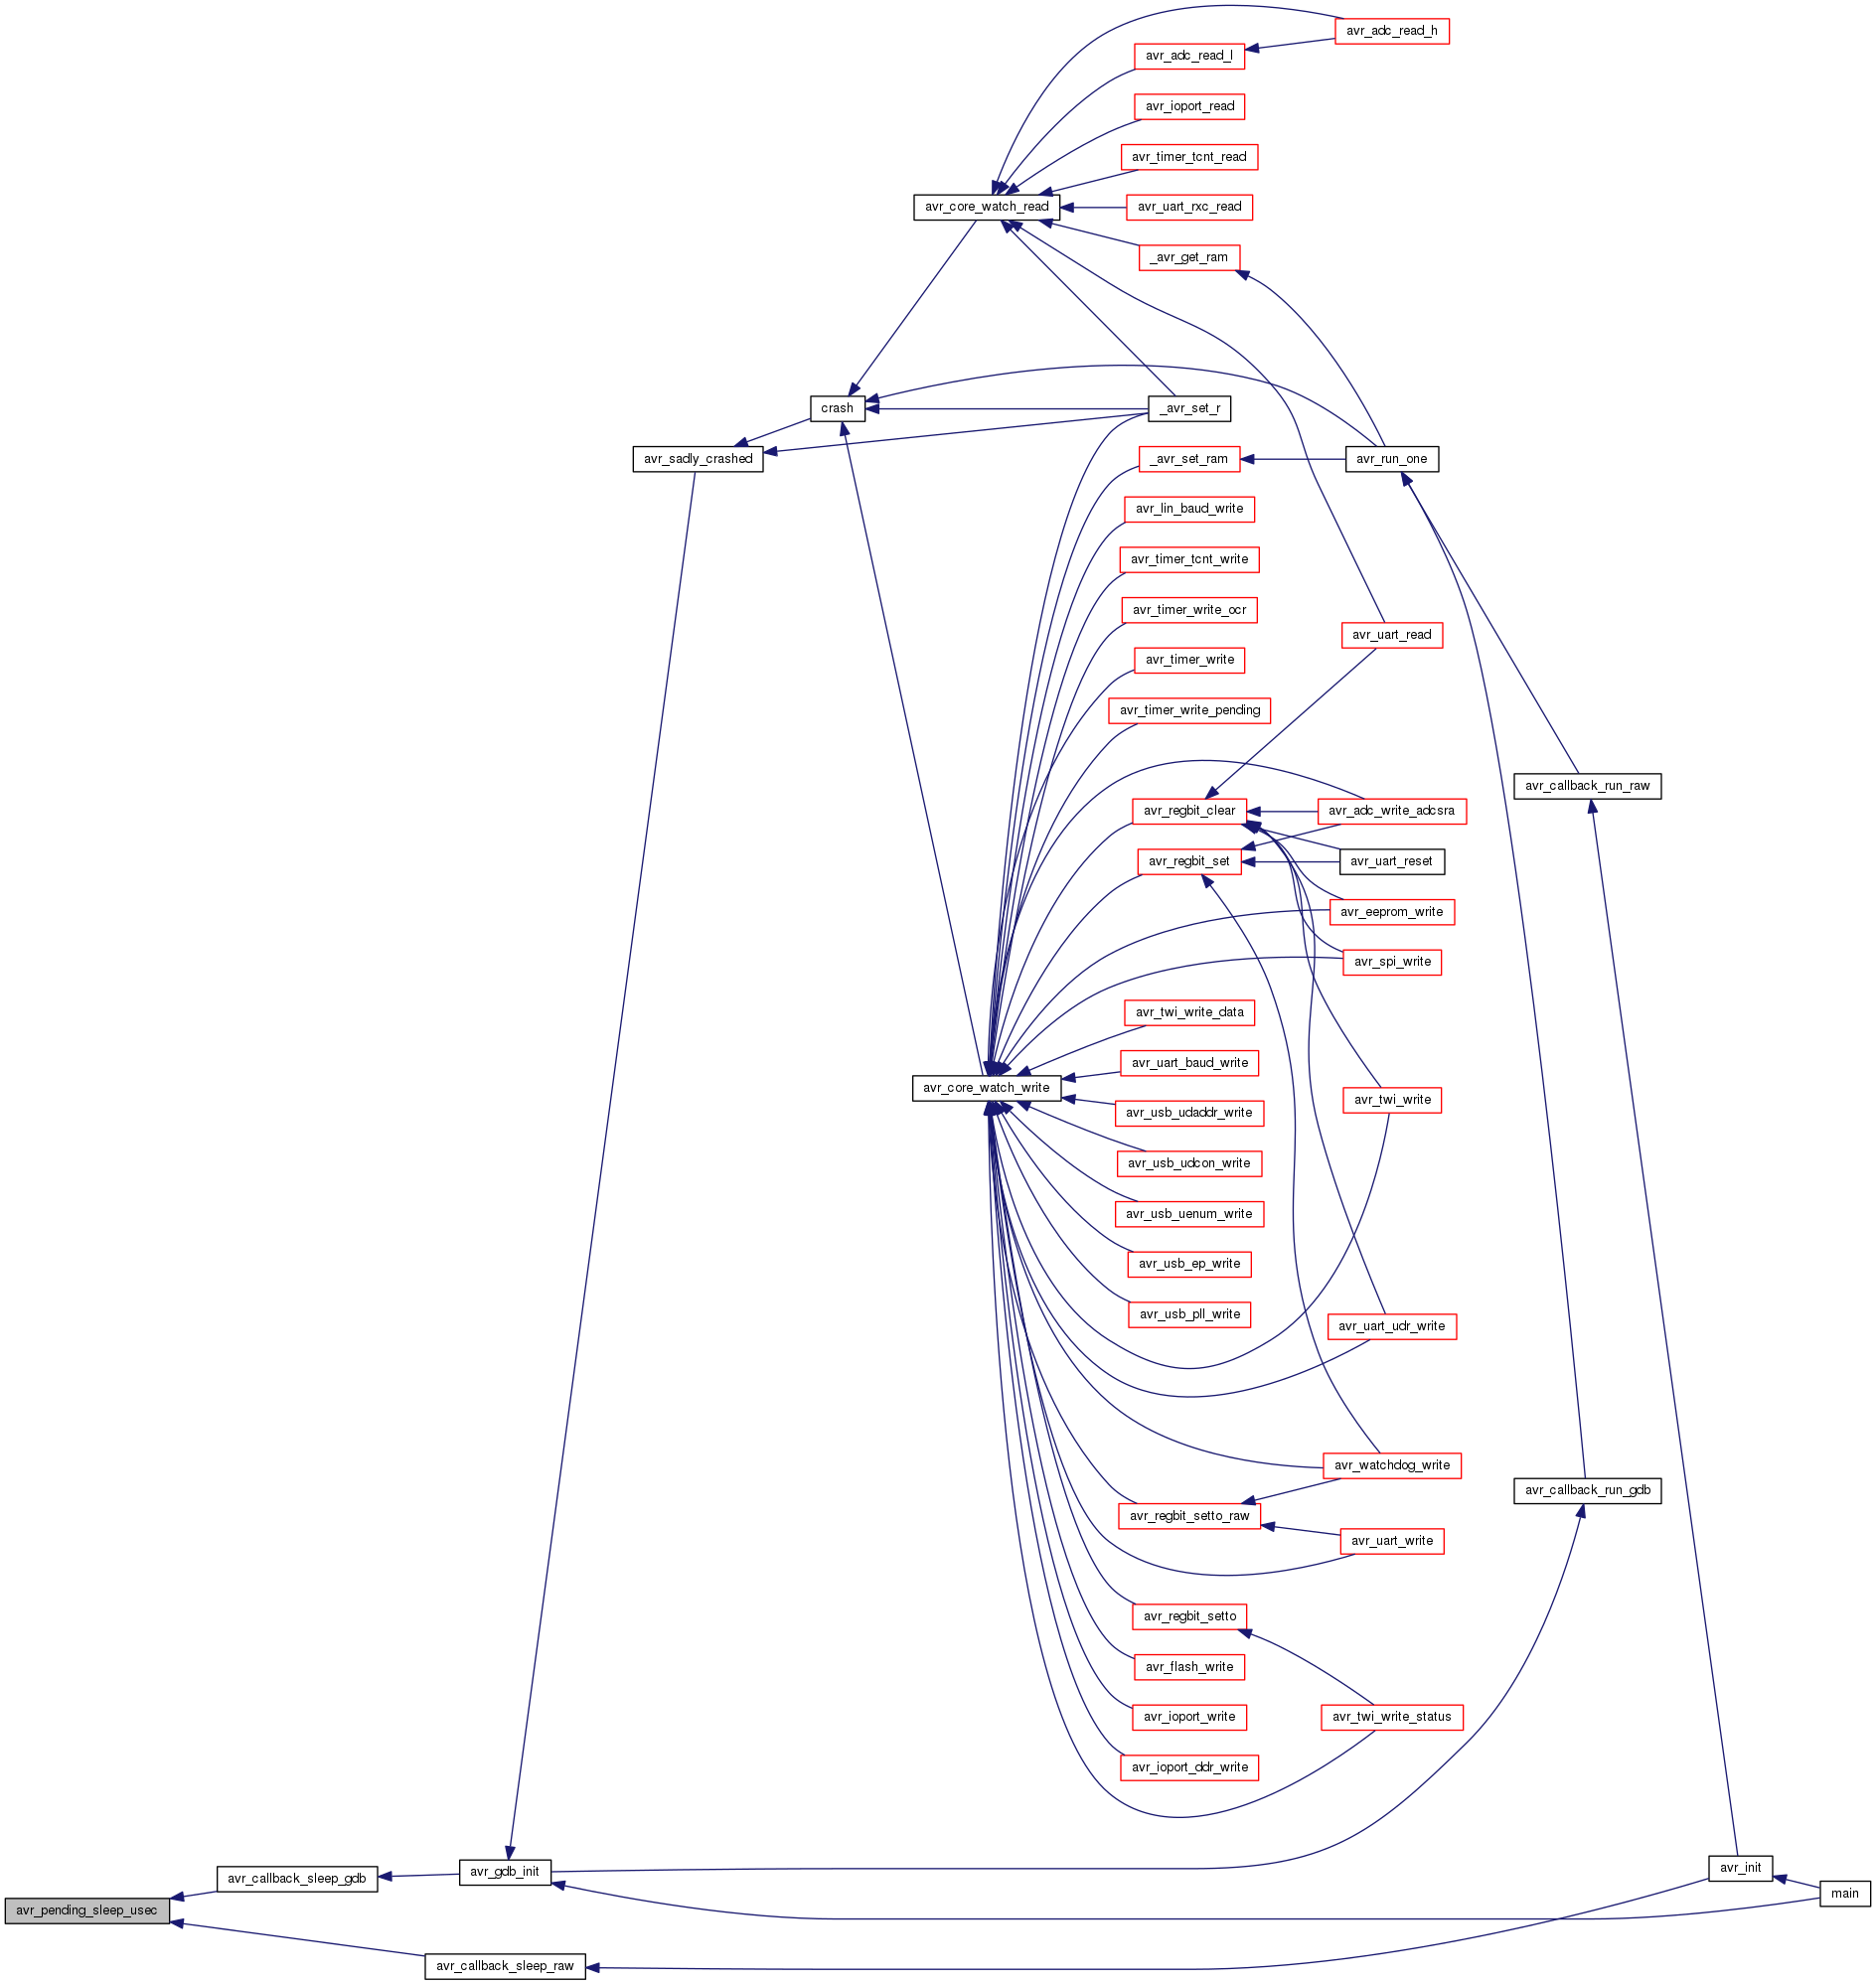 avr_adc_read_h
avr_adc_read_l
avr_ioport_read
avr_timer_tcnt_read
avr_core_watch_read
avr_uart_rxc_read
_avr_get_ram
crash
_avr_set_r
avr_sadly_crashed
_avr_set_ram
avr_run_one
avr_lin_baud_write
avr_timer_tcnt_write
avr_timer_write_ocr
avr_uart_read
avr_timer_write
avr_timer_write_pending
avr_callback_run_raw
avr_regbit_clear
avr_adc_write_adcsra
avr_regbit_set
avr_uart_reset
avr_eeprom_write
avr_spi_write
avr_twi_write_data
avr_uart_baud_write
avr_core_watch_write
avr_twi_write
avr_usb_udaddr_write
avr_usb_udcon_write
avr_usb_uenum_write
avr_usb_ep_write
avr_usb_pll_write
avr_uart_udr_write
avr_watchdog_write
avr_callback_run_gdb
avr_regbit_setto_raw
avr_uart_write
avr_regbit_setto
avr_flash_write
avr_ioport_write
avr_twi_write_status
avr_ioport_ddr_write
avr_init
avr_gdb_init
avr_callback_sleep_gdb
main
avr_pending_sleep_usec
avr_callback_sleep_raw